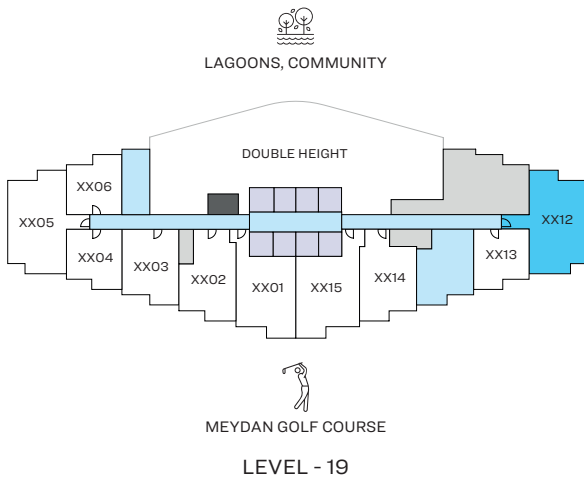 LAGOONS, COMMUNITY
DOUBLE HEIGHT
XX06
XX05
XX12
XX04
XX13
XX03
XX02
XX14
XX01
XX15
MEYDAN GOLF COURSE
LEVEL - 19